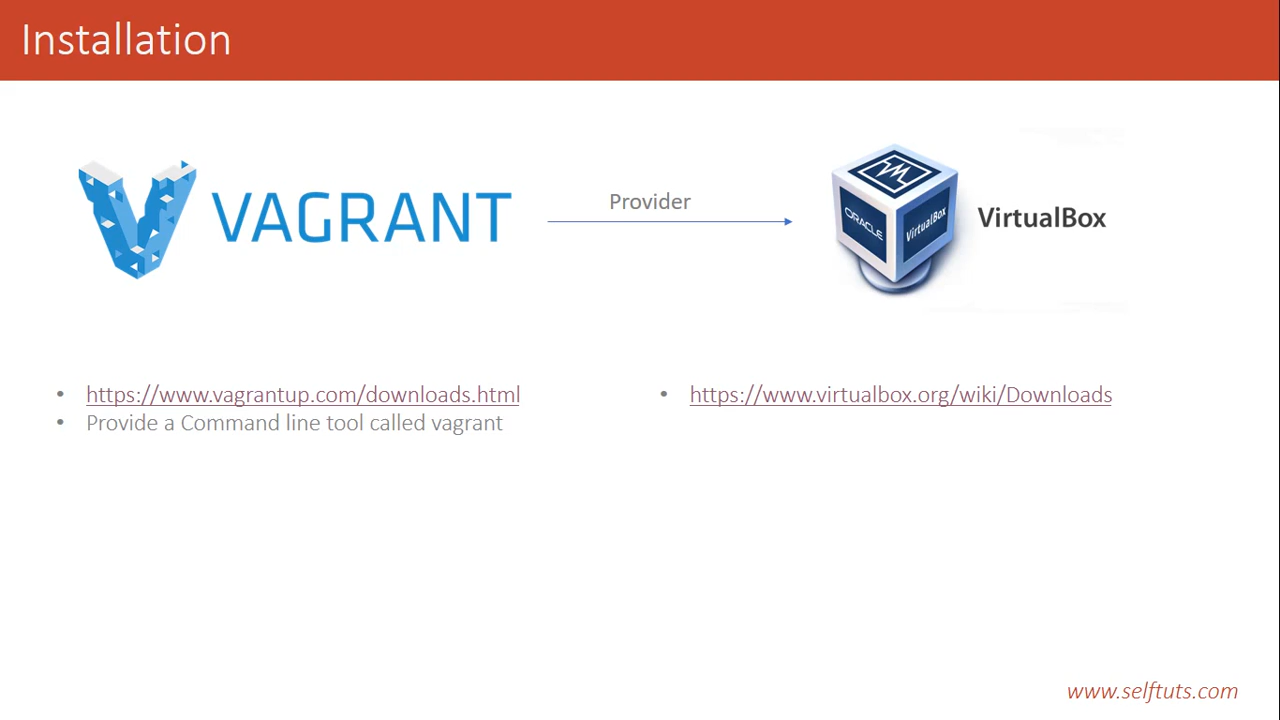 Installation
VAGRANT
Provider
ORACLE
VirtualBox
VirtualBox
• https://www.vagrantup.com/downloads.html
• Provide a Command line tool called vagrant
• https://www.virtualbox.org/wiki/Downloads
www.selftuts.com